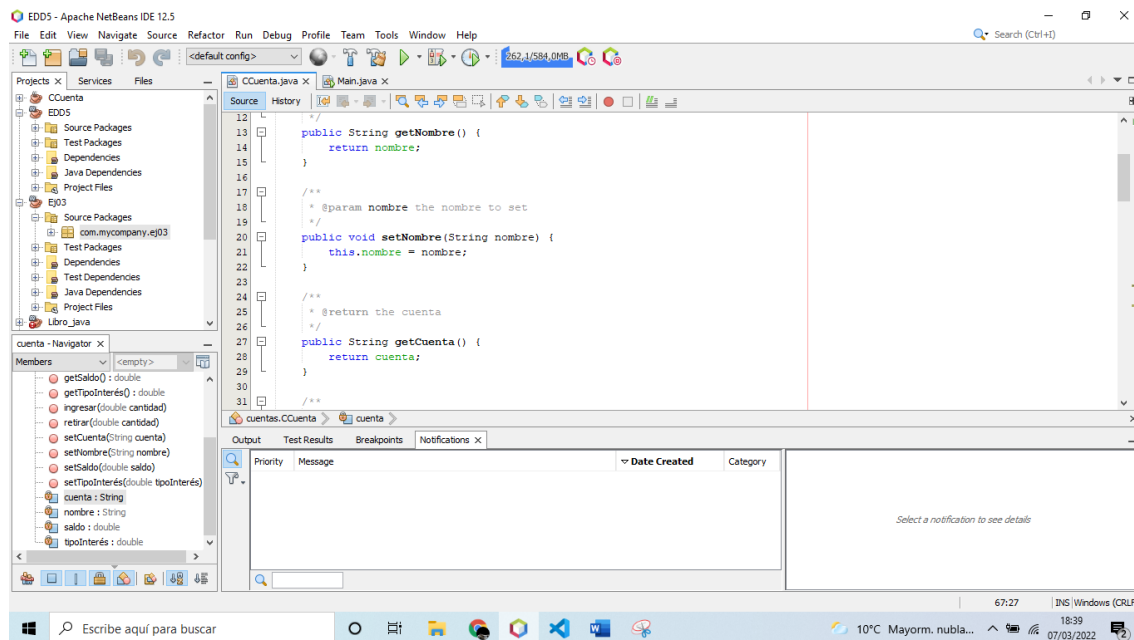 EDD5 - Apache NetBeans IDE 12.5
File Edit View Navigate Source Refactor Run Debug Profile Team Tools Window Help
Search (Ctrl+I)
<default config>
262,1/584,0MB
Projects Services Files
CCuenta.java Main.java
Source History
CCuenta
EDD5
Source Packages
Test Packages
Dependencies
Java Dependencies
Project Files
Ej03
Source Packages
com.mycompany.ej03
Test Packages
Dependencies
Test Dependencies
Java Dependencies
Project Files
Libro_java
12 */
13 public String getNombre() {
14 return nombre;
15 }
16
17 /**
18 * @param nombre the nombre to set
19 */
20 public void setNombre(String nombre) {
21 this.nombre = nombre;
22 }
23
24 /**
25 * @return the cuenta
26 */
27 public String getCuenta() {
28 return cuenta;
29 }
30
31 /**
cuentas.CCuenta cuenta
cuenta - Navigator
Members <empty>
getSaldo() : double
getTipoInterés() : double
ingresar(double cantidad)
retirar(double cantidad)
setCuenta(String cuenta)
setNombre(String nombre)
setSaldo(double saldo)
setTipoInterés(double tipoInterés)
cuenta : String
nombre : String
saldo : double
tipoInterés : double
Output Test Results Breakpoints Notifications
Priority Message Date Created Category
Select a notification to see details
67:27 INS Windows (CRLF
Escribe aquí para buscar
10°C Mayorm. nubla...
18:39
07/03/2022
2